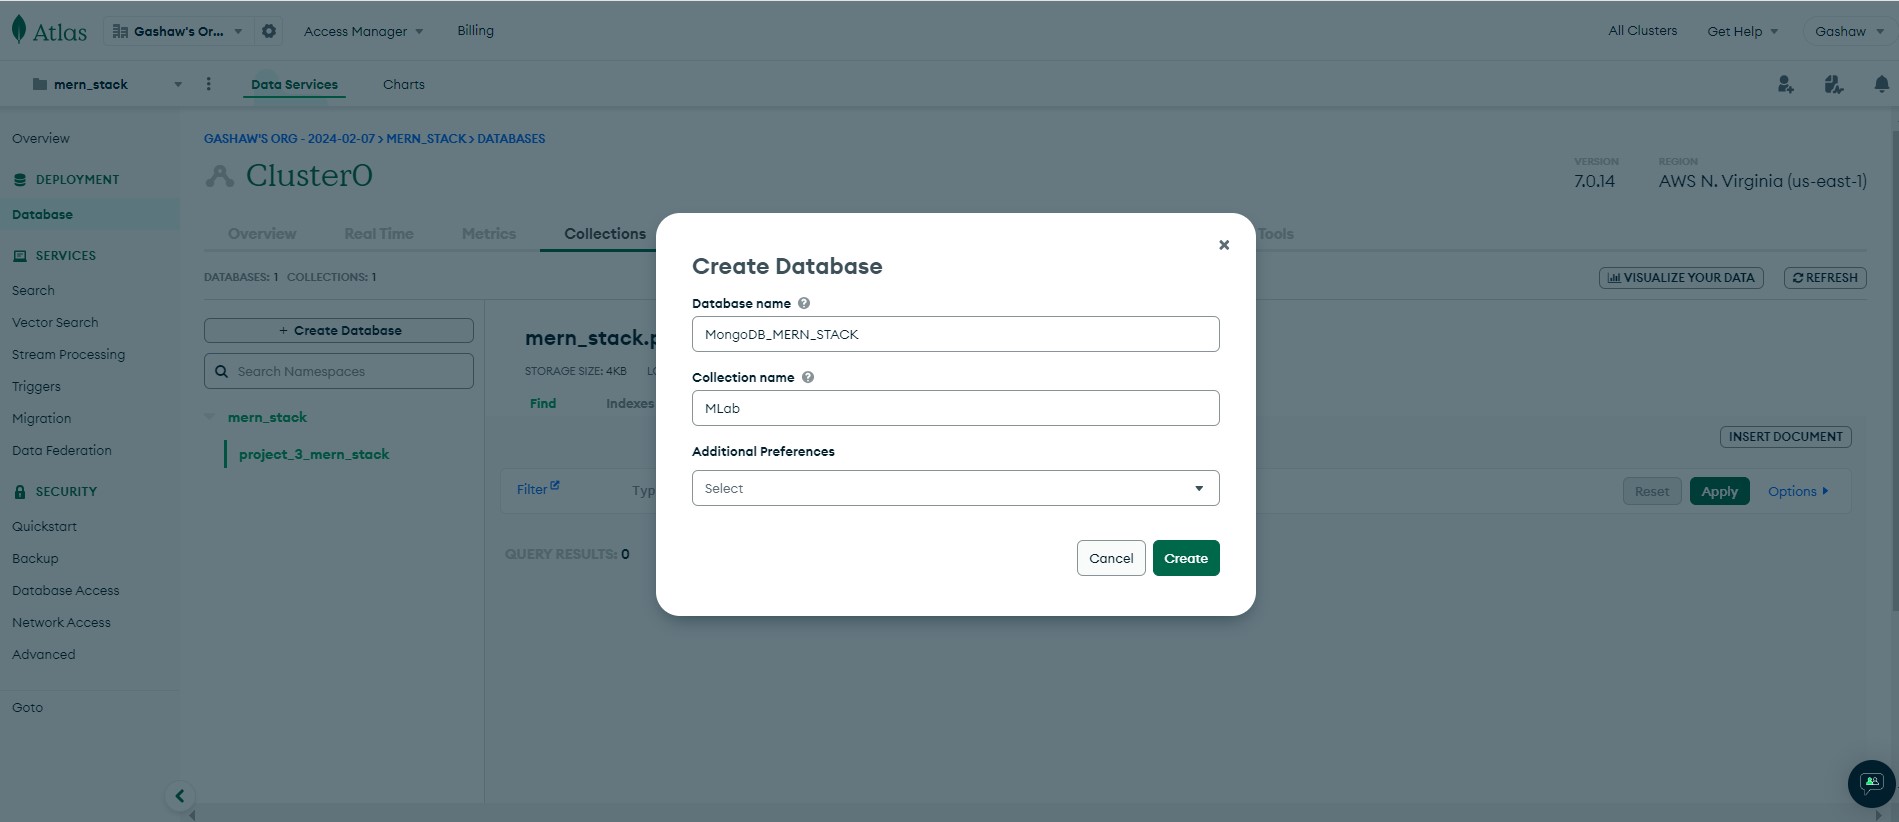 Atlas
Gashaw's Or...
Access Manager
Billing
All Clusters
Get Help
Gashaw
mern_stack
Data Services
Charts
Overview
DEPLOYMENT
Database
SERVICES
Search
Vector Search
Stream Processing
Triggers
Migration
Data Federation
SECURITY
Quickstart
Backup
Database Access
Network Access
Advanced
Goto
GASHAW'S ORG - 2024-02-07 > MERN_STACK > DATABASES
Cluster0
VERSION
7.0.14
REGION
AWS N. Virginia (us-east-1)
Overview
Real Time
Metrics
Collections
Tools
DATABASES: 1 COLLECTIONS: 1
VISUALIZE YOUR DATA
REFRESH
+ Create Database
Search Namespaces
mern_stack
project_3_mern_stack
mern_stack.p
STORAGE SIZE: 4KB
Find
Indexes
INSERT DOCUMENT
Filter
Typ
Reset
Apply
Options
QUERY RESULTS: 0
Create Database
Database name
MongoDB_MERN_STACK
Collection name
MLab
Additional Preferences
Select
Cancel
Create